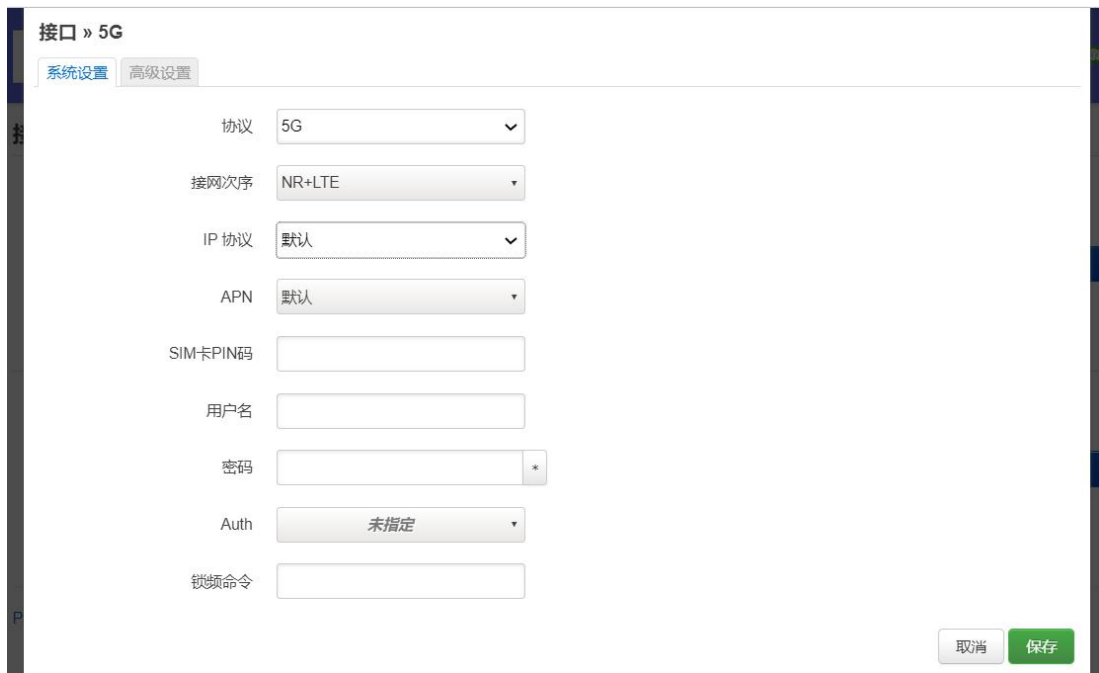 接口 » 5G
系统设置 高级设置
协议 5G
接网次序 NR+LTE
IP 协议 默认
APN 默认
SIM卡PIN码
用户名
密码 *
Auth 未指定
锁频命令
P
取消 保存